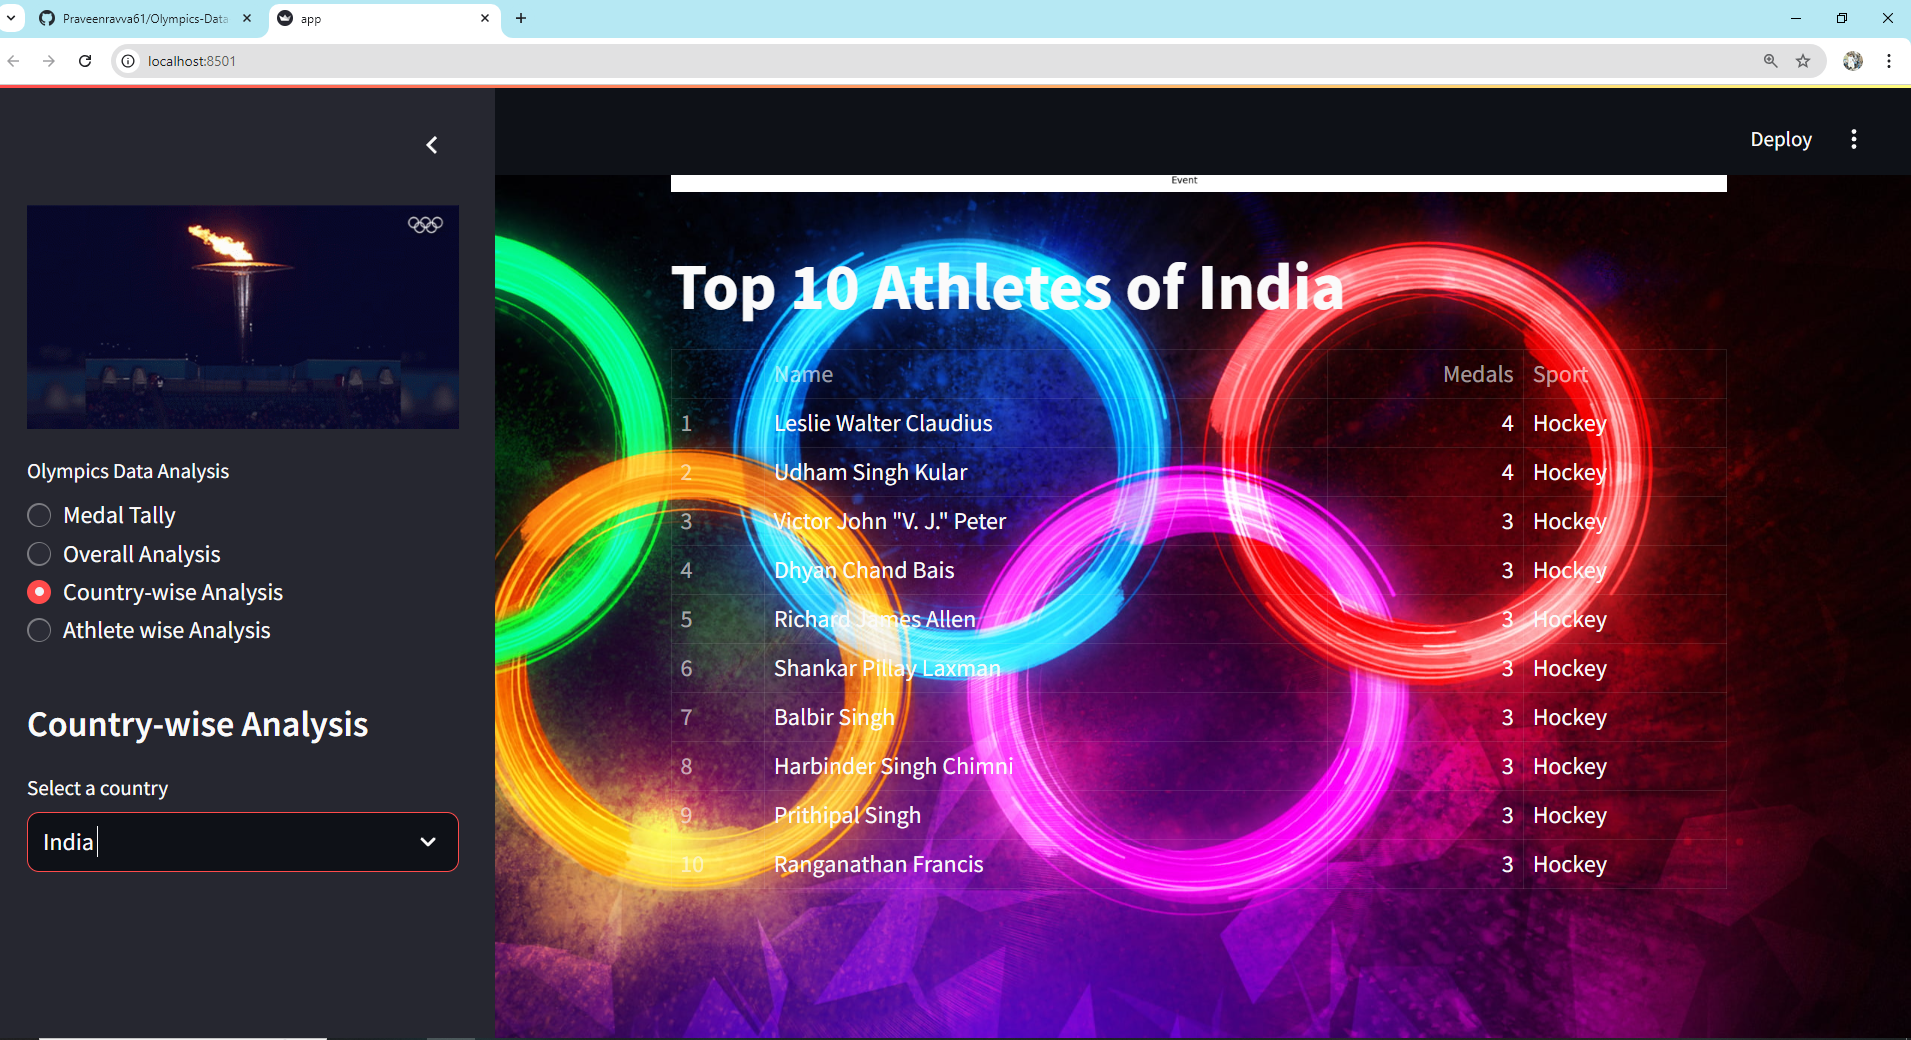 Praveenravva61/Olympics-Data
app
localhost:8501
Deploy
Olympics Data Analysis
Medal Tally
Overall Analysis
Country-wise Analysis
Athlete wise Analysis
Country-wise Analysis
Select a country
India
Event
Top 10 Athletes of India
Name Medals Sport
1 Leslie Walter Claudius 4 Hockey
2 Udham Singh Kular 4 Hockey
3 Victor John "V. J." Peter 3 Hockey
4 Dhyan Chand Bais 3 Hockey
5 Richard James Allen 3 Hockey
6 Shankar Pillay Laxman 3 Hockey
7 Balbir Singh 3 Hockey
8 Harbinder Singh Chimni 3 Hockey
9 Prithipal Singh 3 Hockey
10 Ranganathan Francis 3 Hockey